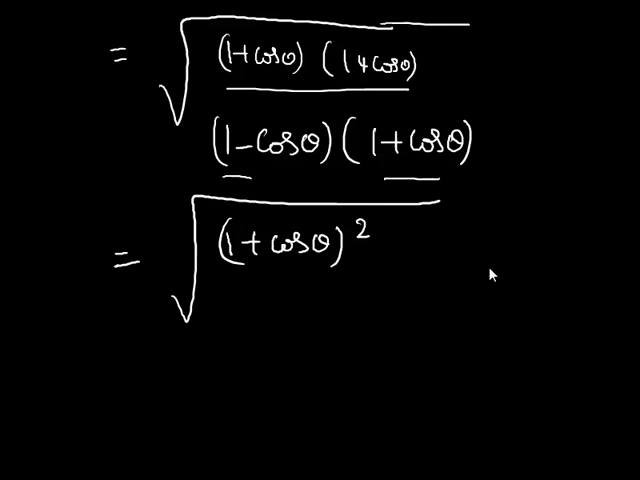 = √ (1+cosθ) (1+cosθ)
(1-cosθ) (1+cosθ)
= √ (1+cosθ)²